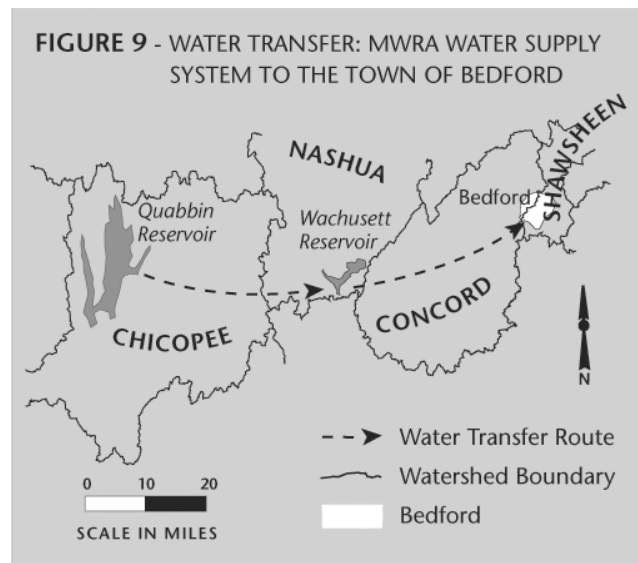 FIGURE 9 - WATER TRANSFER: MWRA WATER SUPPLY
SYSTEM TO THE TOWN OF BEDFORD
NASHUA
SHAWSHEEN
Bedford
Quabbin
Reservoir
Wachusett
Reservoir
CONCORD
CHICOPEE
N
Water Transfer Route
Watershed Boundary
Bedford
0 10 20
SCALE IN MILES